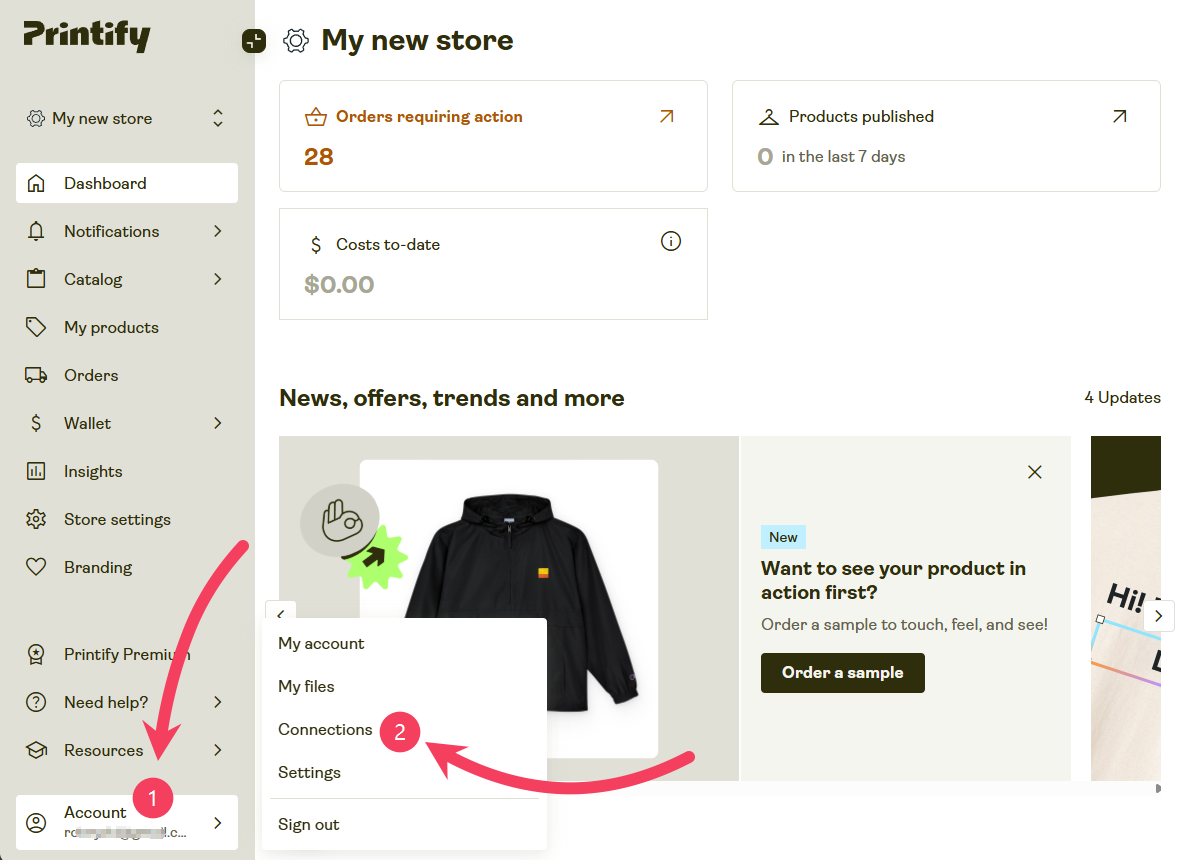 Printify
My new store
Dashboard
Notifications
Catalog
My products
Orders
Wallet
Insights
Store settings
Branding
Printify Premium
Need help?
Resources
Account
1
My new store
Orders requiring action
28
Products published
0 in the last 7 days
Costs to-date
$0.00
News, offers, trends and more
4 Updates
New
Want to see your product in
action first?
Order a sample to touch, feel, and see!
Order a sample
Hi!
My account
My files
Connections
2
Settings
Sign out